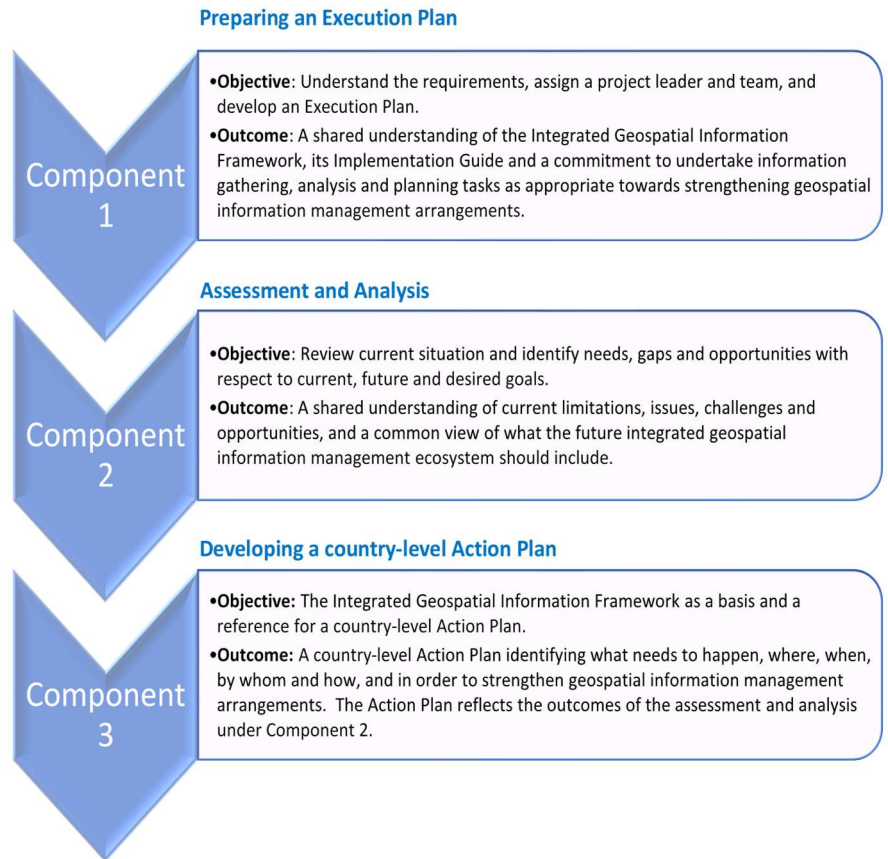 Preparing an Execution Plan
Component
1
•Objective: Understand the requirements, assign a project leader and team, and
develop an Execution Plan.
•Outcome: A shared understanding of the Integrated Geospatial Information
Framework, its Implementation Guide and a commitment to undertake information
gathering, analysis and planning tasks as appropriate towards strengthening geospatial
information management arrangements.
Assessment and Analysis
Component
2
•Objective: Review current situation and identify needs, gaps and opportunities with
respect to current, future and desired goals.
•Outcome: A shared understanding of current limitations, issues, challenges and
opportunities, and a common view of what the future integrated geospatial
information management ecosystem should include.
Developing a country-level Action Plan
Component
3
•Objective: The Integrated Geospatial Information Framework as a basis and a
reference for a country-level Action Plan.
•Outcome: A country-level Action Plan identifying what needs to happen, where, when,
by whom and how, and in order to strengthen geospatial information management
arrangements.  The Action Plan reflects the outcomes of the assessment and analysis
under Component 2.